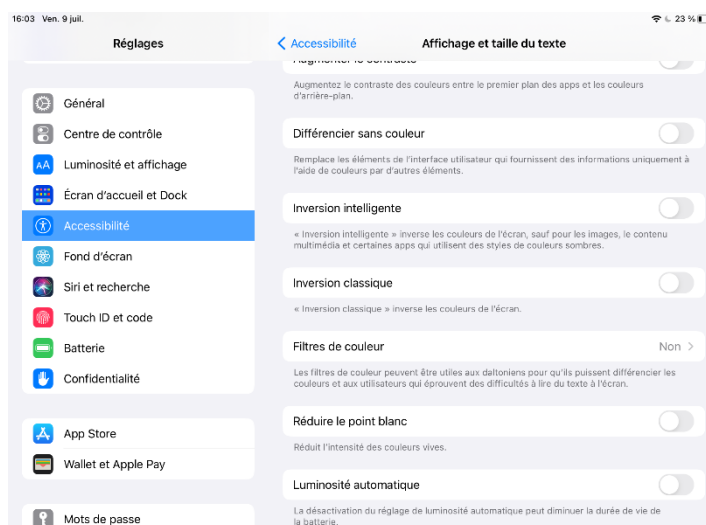 16:03 Ven. 9 juil.
23 %
Réglages
Général
Centre de contrôle
Luminosité et affichage
Écran d'accueil et Dock
Accessibilité
Fond d'écran
Siri et recherche
Touch ID et code
Batterie
Confidentialité
App Store
Wallet et Apple Pay
Mots de passe
Accessibilité
Affichage et taille du texte
Augmenter le contraste
Augmentez le contraste des couleurs entre le premier plan des apps et les couleurs
d'arrière-plan.
Différencier sans couleur
Remplace les éléments de l'interface utilisateur qui fournissent des informations uniquement à
l'aide de couleurs par d'autres éléments.
Inversion intelligente
« Inversion intelligente » inverse les couleurs de l'écran, sauf pour les images, le contenu
multimédia et certaines apps qui utilisent des styles de couleurs sombres.
Inversion classique
« Inversion classique » inverse les couleurs de l'écran.
Filtres de couleur
Non
Les filtres de couleur peuvent être utiles aux daltoniens pour qu'ils puissent différencier les
couleurs et aux utilisateurs qui éprouvent des difficultés à lire du texte à l'écran.
Réduire le point blanc
Réduit l'intensité des couleurs vives.
Luminosité automatique
La désactivation du réglage de luminosité automatique peut diminuer la durée de vie de
la batterie.